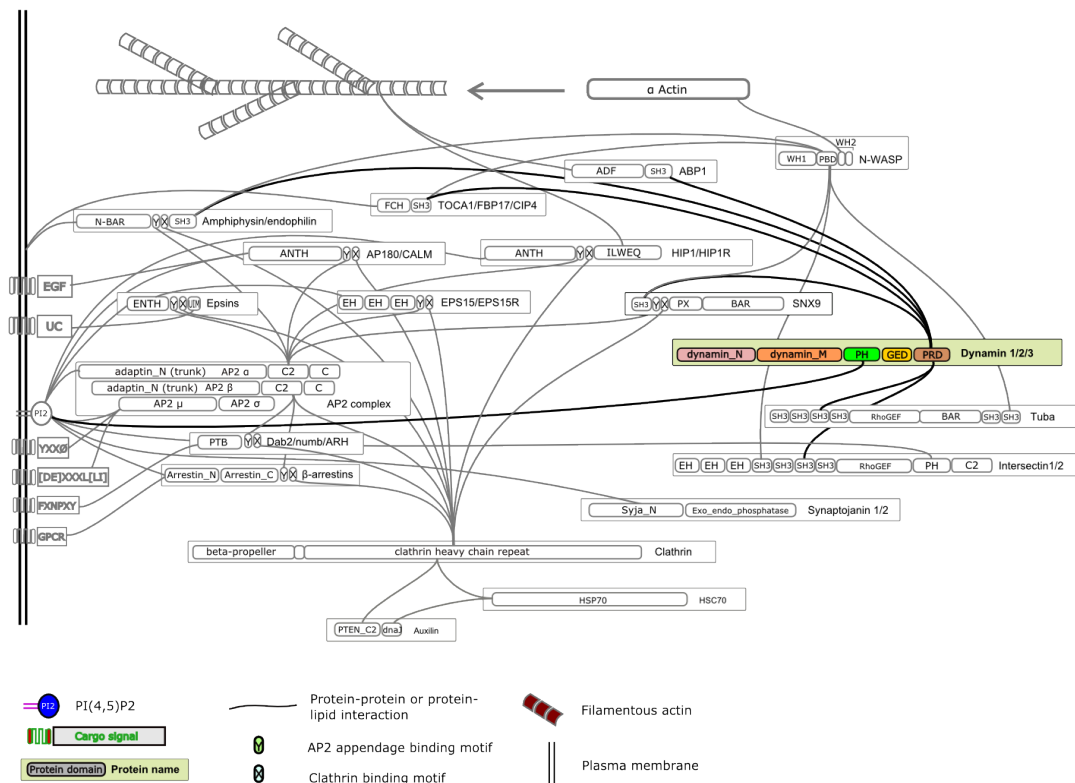 α Actin
WH2
WH1 PBD N-WASP
ADF SH3 ABP1
FCH SH3 TOCA1/FBP17/CIP4
N-BAR Y X SH3 Amphiphysin/endophilin
ANTH Y X AP180/CALM
ANTH Y X ILWEQ HIP1/HIP1R
EGF
ENTH Y X UIM Epsins
EH EH EH Y X EPS15/EPS15R
SH3 Y X PX BAR SNX9
UC
dynamin_N dynamin_M PH GED PRD Dynamin 1/2/3
adaptin_N (trunk) AP2 α C2 C
adaptin_N (trunk) AP2 β C2 C
AP2 μ AP2 σ AP2 complex
PI2
SH3 SH3 SH3 SH3 RhoGEF BAR SH3 SH3 Tuba
YXXØ
PTB Y X Dab2/numb/ARH
EH EH EH SH3 SH3 SH3 SH3 SH3 RhoGEF PH C2 Intersectin1/2
[DE]XXXL[LI]
Arrestin_N Arrestin_C Y X β-arrestins
FXNPXY
Syja_N Exo_endo_phosphatase Synaptojanin 1/2
GPCR
beta-propeller clathrin heavy chain repeat Clathrin
HSP70 HSC70
PTEN_C2 dnaJ Auxilin
PI2 PI(4,5)P2
Cargo signal
Protein domain Protein name
Protein-protein or protein-
lipid interaction
Y AP2 appendage binding motif
X Clathrin binding motif
Filamentous actin
Plasma membrane